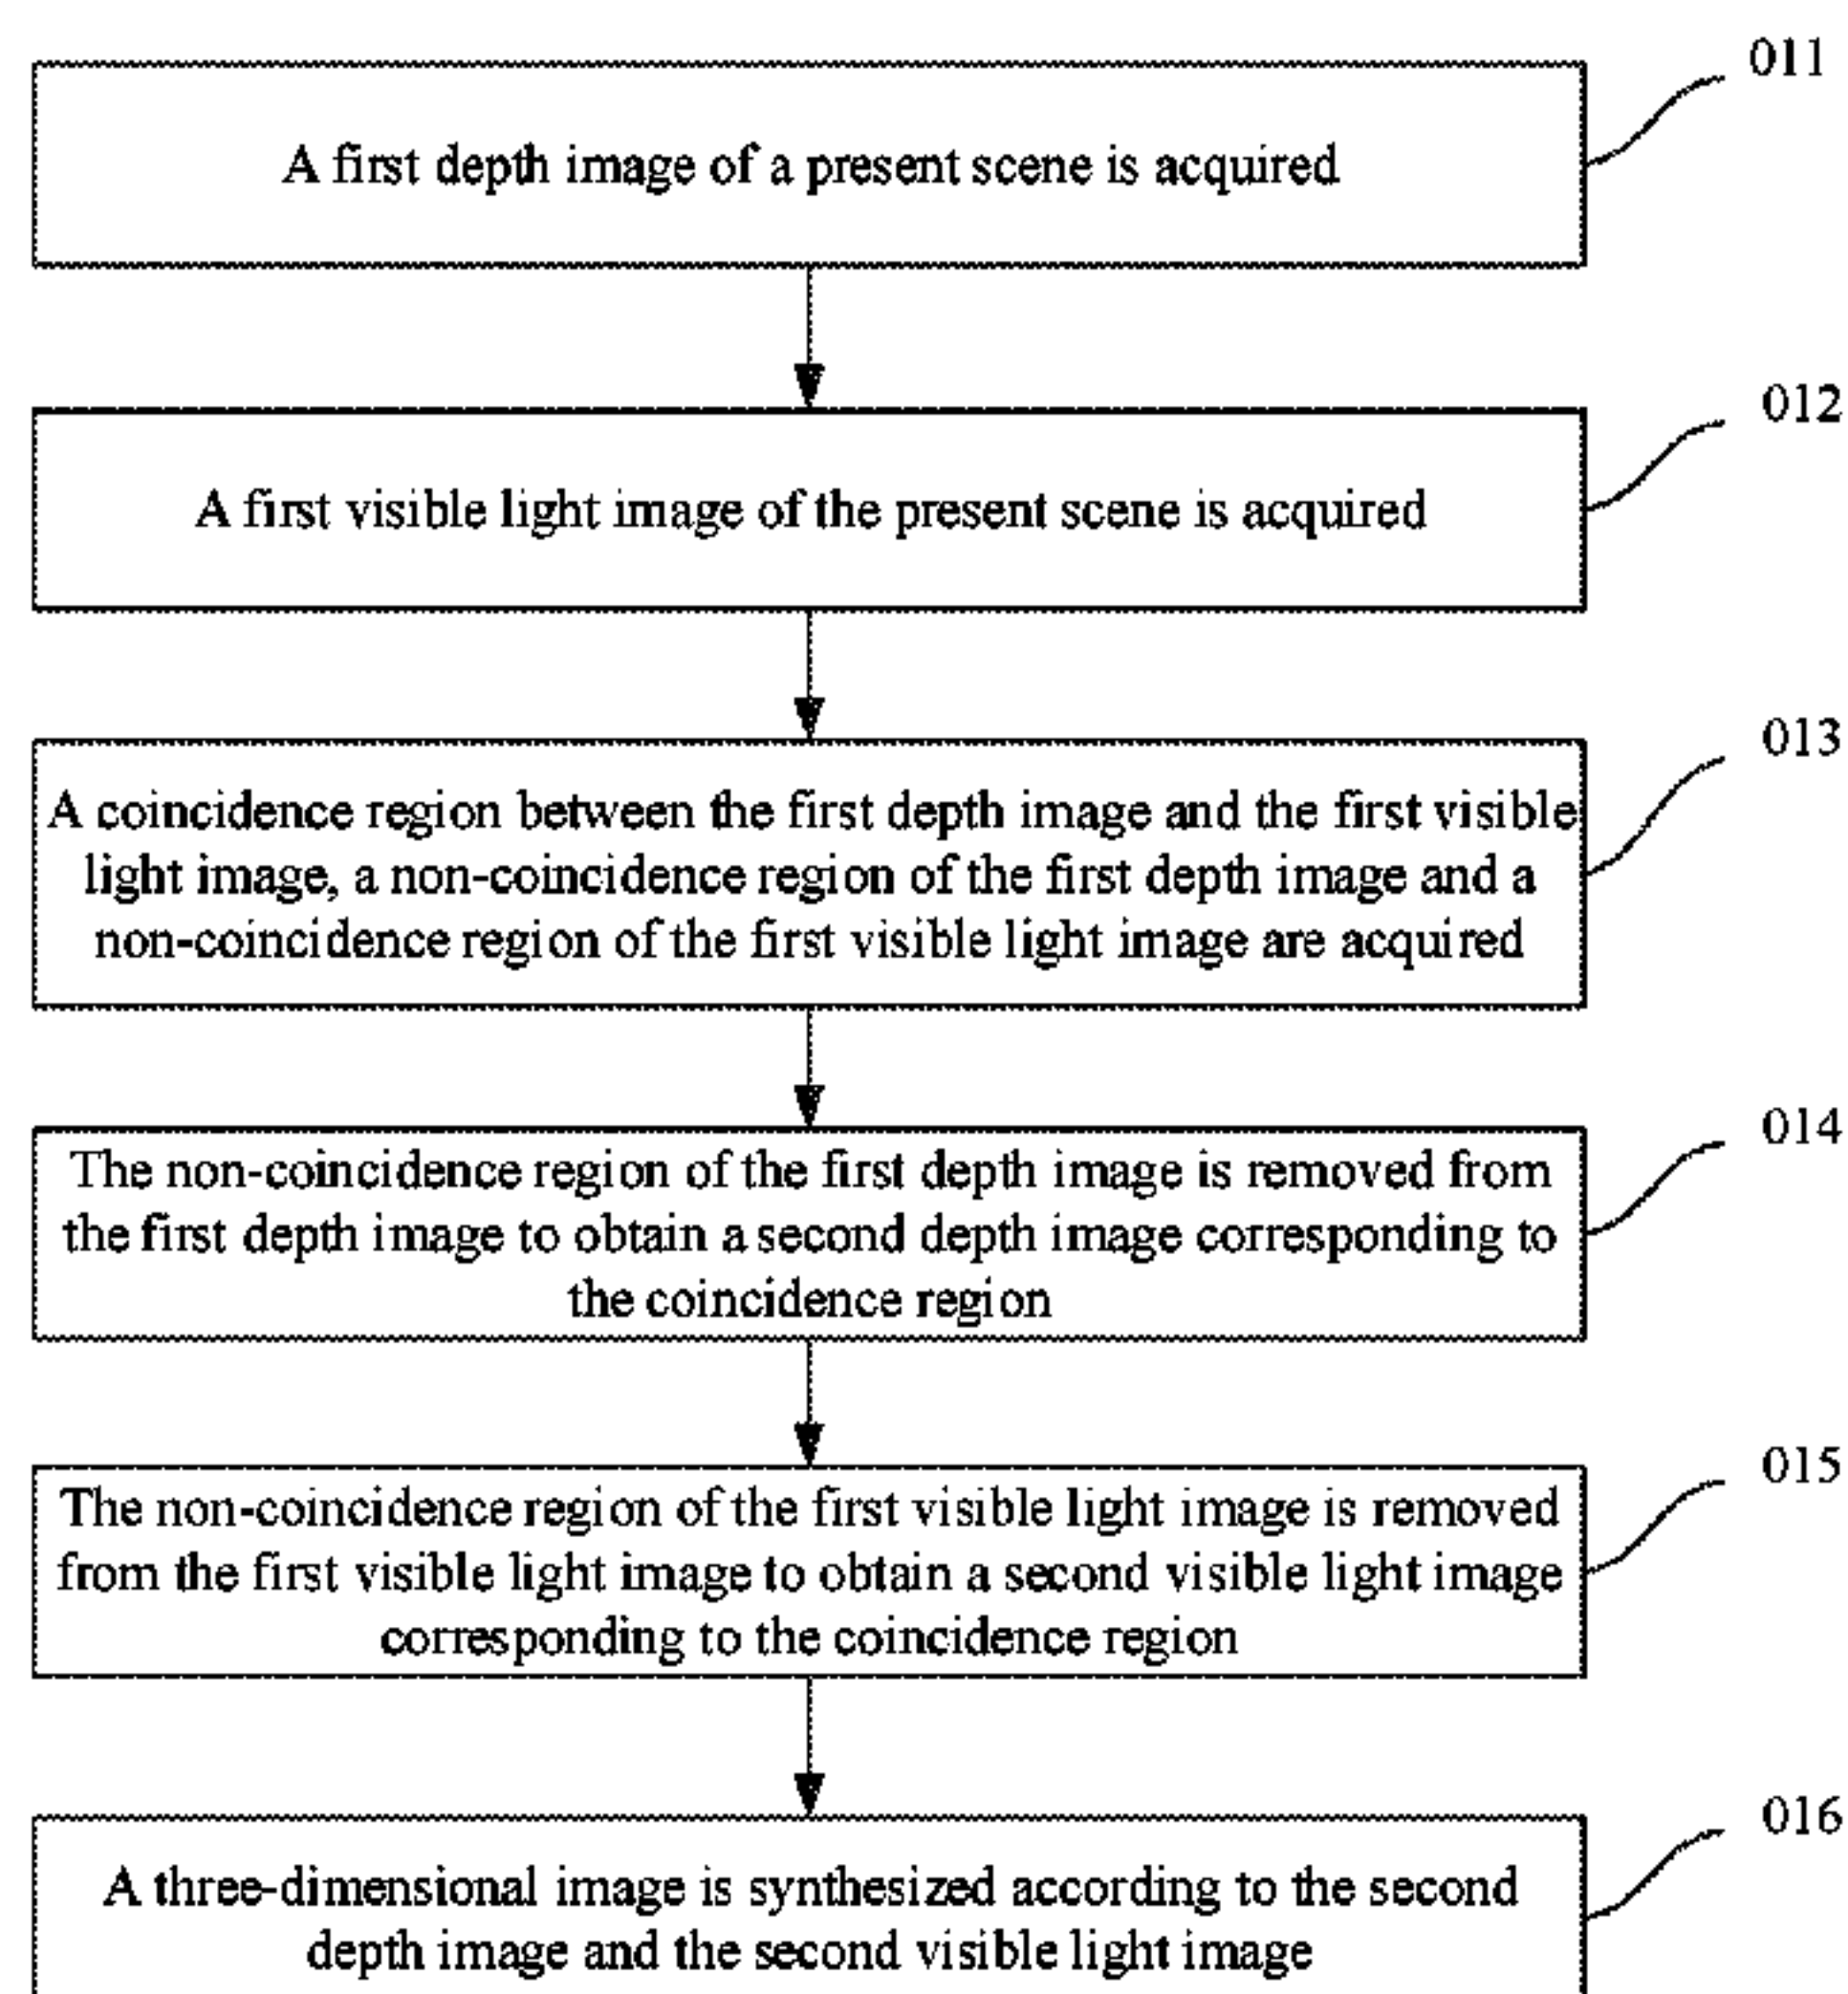 011
A first depth image of a present scene is acquired
012
A first visible light image of the present scene is acquired
013
A coincidence region between the first depth image and the first visible
light image, a non-coincidence region of the first depth image and a
non-coincidence region of the first visible light image are acquired
014
The non-coincidence region of the first depth image is removed from
the first depth image to obtain a second depth image corresponding to
the coincidence region
015
The non-coincidence region of the first visible light image is removed
from the first visible light image to obtain a second visible light image
corresponding to the coincidence region
016
A three-dimensional image is synthesized according to the second
depth image and the second visible light image